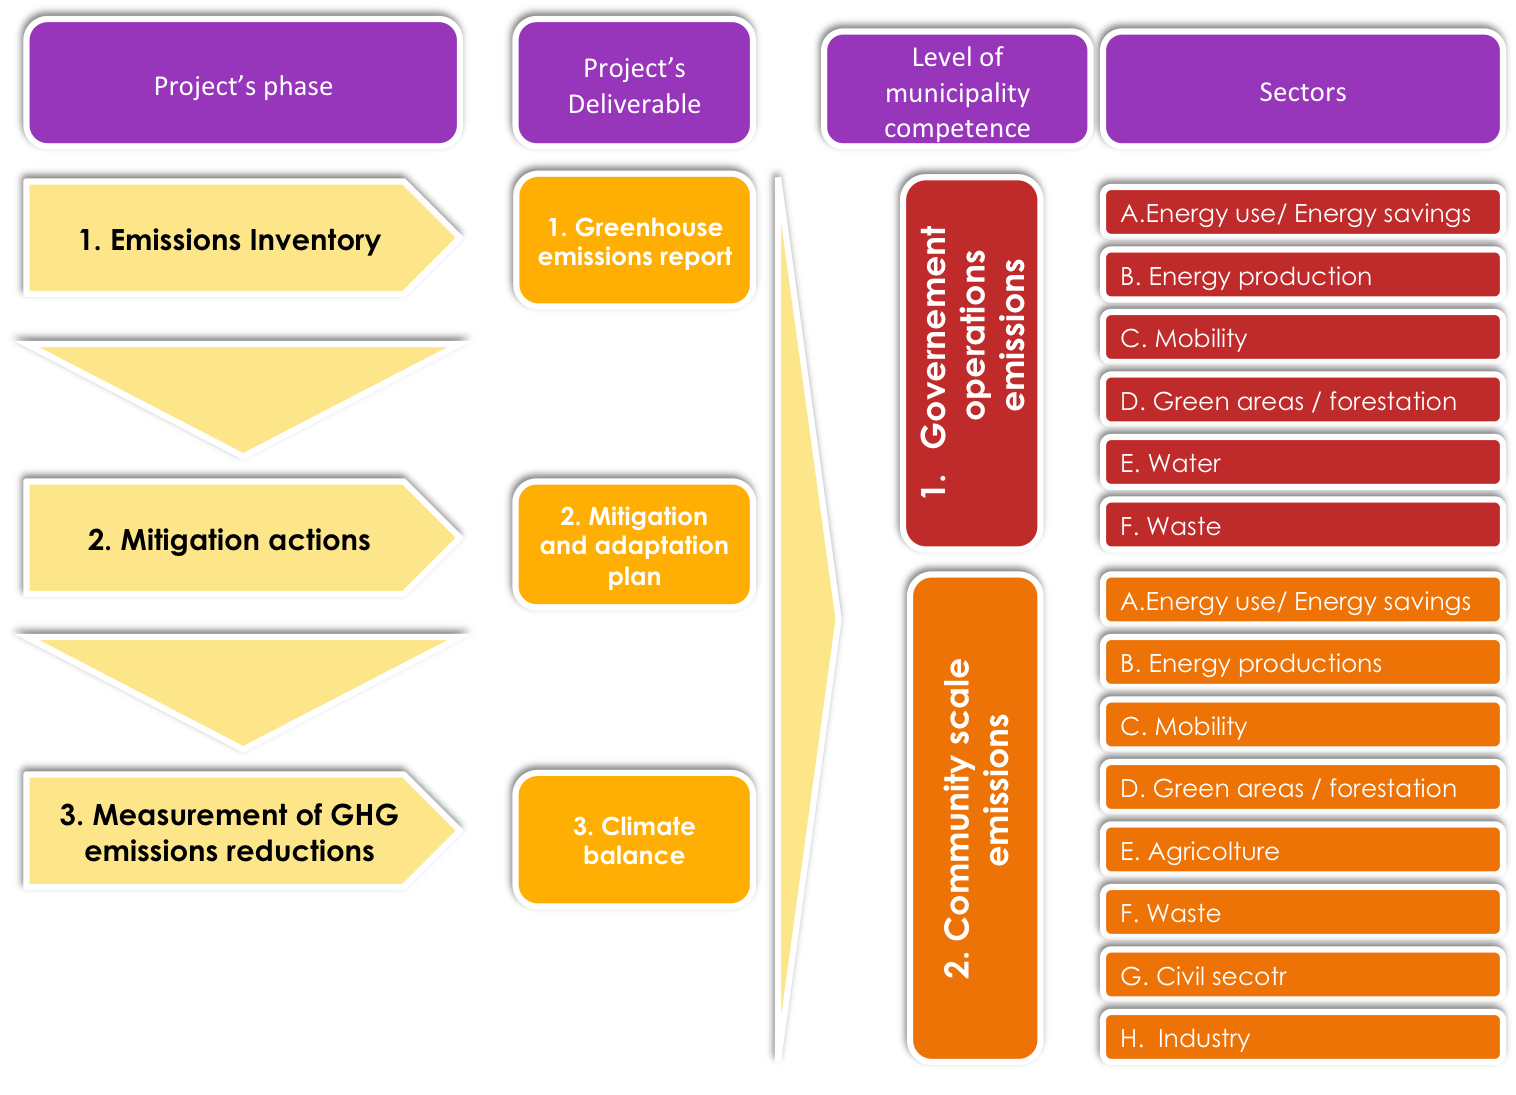 Project’s phase
Project’s
Deliverable
Level of
municipality
competence
Sectors
1. Emissions Inventory
2. Mitigation actions
3. Measurement of GHG
emissions reductions
1. Greenhouse
emissions report
2. Mitigation
and adaptation
plan
3. Climate
balance
1. Governement
operations
emissions
A.Energy use/ Energy savings
B. Energy production
C. Mobility
D. Green areas / forestation
E. Water
F. Waste
2. Community scale
emissions
A.Energy use/ Energy savings
B. Energy productions
C. Mobility
D. Green areas / forestation
E. Agricolture
F. Waste
G. Civil secotr
H. Industry